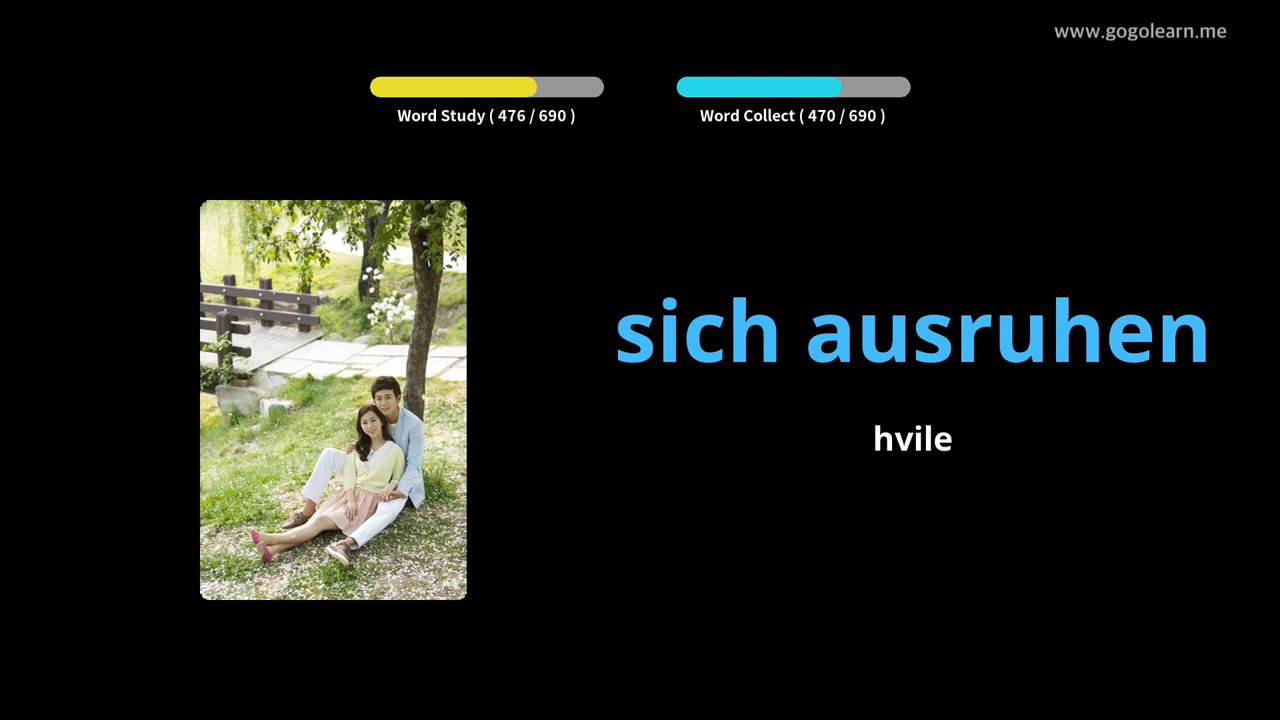 www.gogolearn.me
Word Study ( 476 / 690 )
Word Collect ( 470 / 690 )
sich ausruhen
hvile